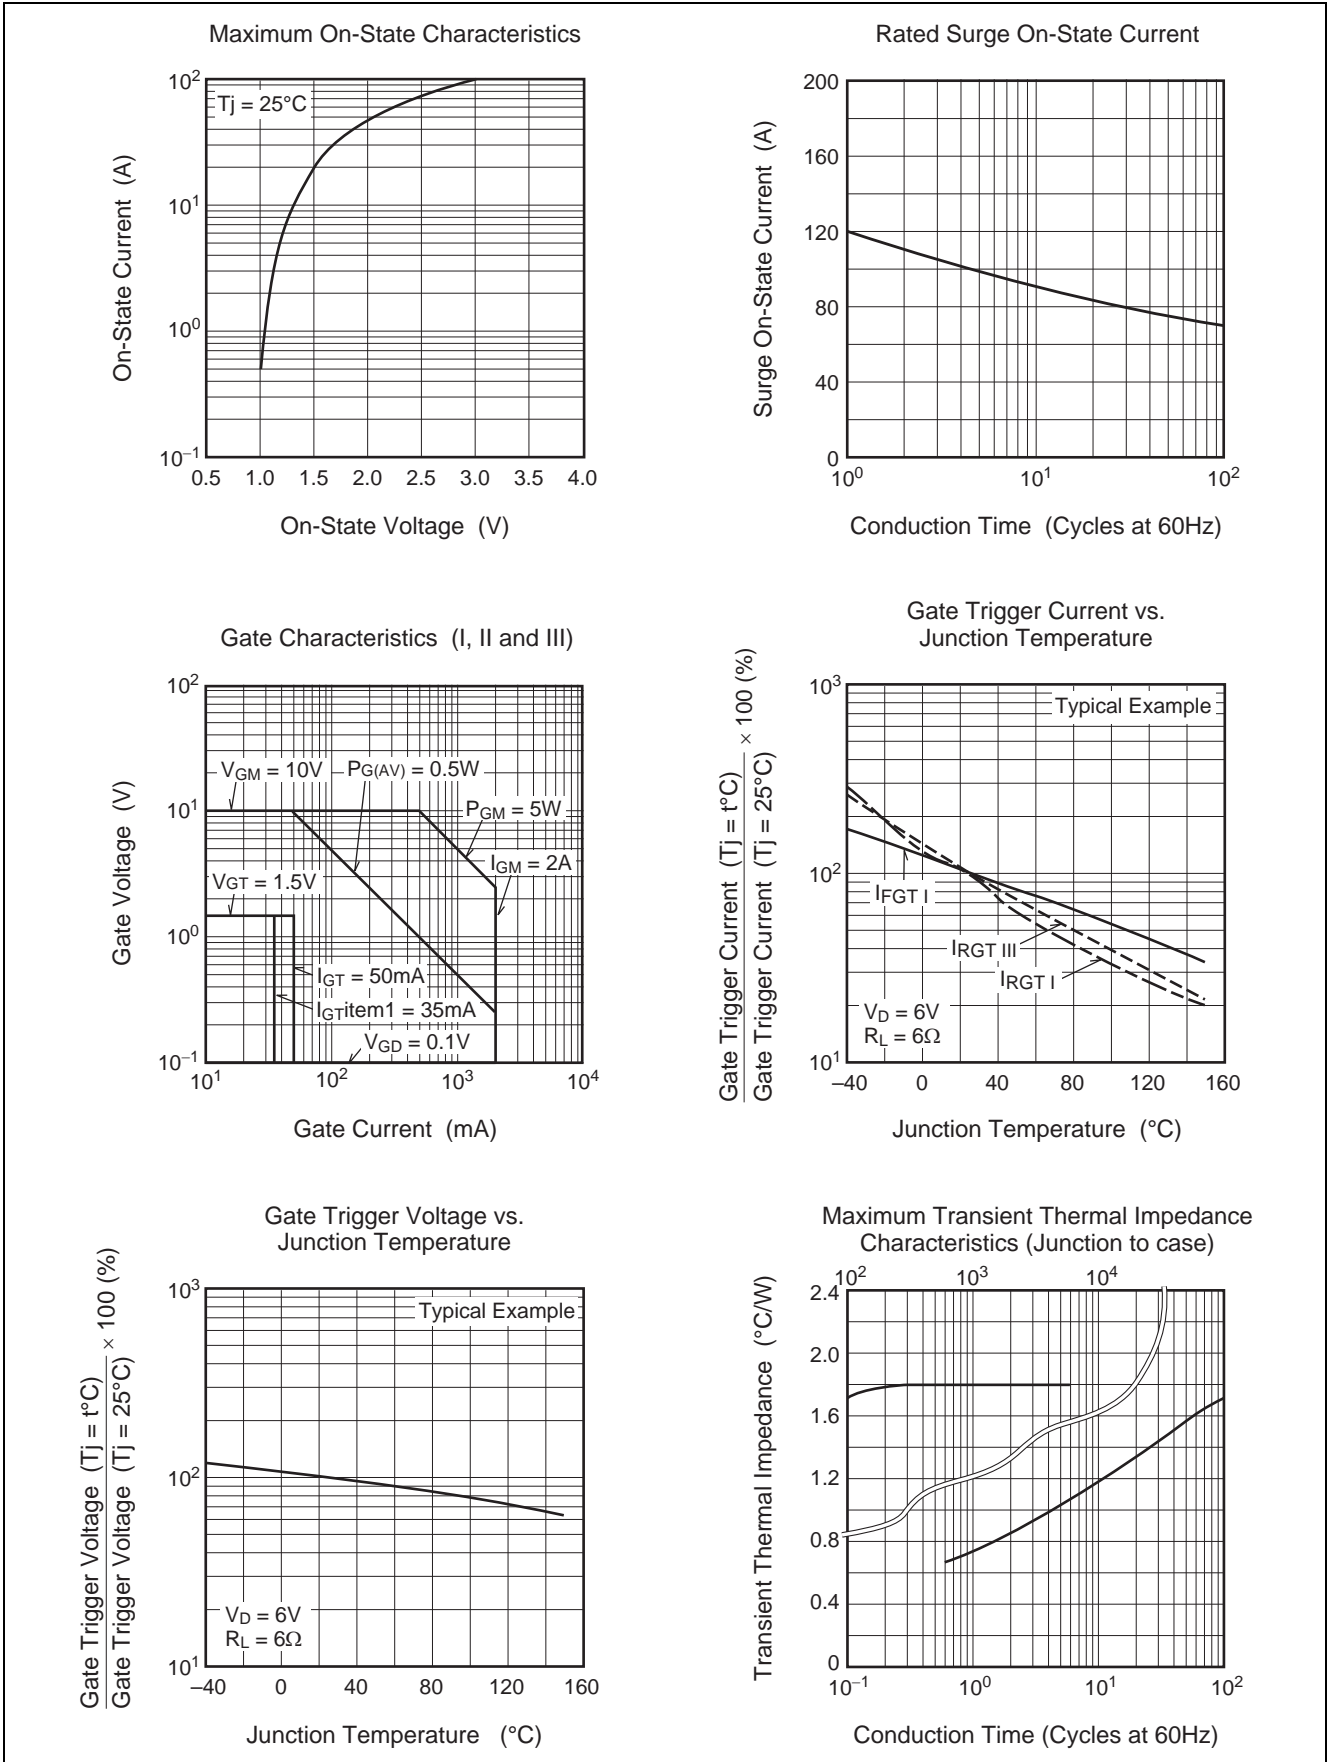 Maximum On-State Characteristics
10²
10¹
10⁰
10–1
Tj = 25°C
On-State Current (A)
0.5 1.0 1.5 2.0 2.5 3.0 3.5 4.0
On-State Voltage (V)
Rated Surge On-State Current
200
160
120
80
40
0
Surge On-State Current (A)
10⁰ 10¹ 10²
Conduction Time (Cycles at 60Hz)
Gate Characteristics (I, II and III)
10²
10¹
10⁰
10–1
Gate Voltage (V)
VGM = 10V
PG(AV) = 0.5W
PGM = 5W
IGM = 2A
VGT = 1.5V
IGT = 50mA
IGTitem1 = 35mA
VGD = 0.1V
10¹ 10² 10³ 10⁴
Gate Current (mA)
Gate Trigger Current vs.
Junction Temperature
10³
10²
10¹
Gate Trigger Current (Tj = t°C)
Gate Trigger Current (Tj = 25°C)
× 100 (%)
Typical Example
IFGT I
IRGT III
IRGT I
VD = 6V
RL = 6Ω
–40 0 40 80 120 160
Junction Temperature (°C)
Gate Trigger Voltage vs.
Junction Temperature
10³
10²
10¹
Gate Trigger Voltage (Tj = t°C)
Gate Trigger Voltage (Tj = 25°C)
× 100 (%)
Typical Example
VD = 6V
RL = 6Ω
–40 0 40 80 120 160
Junction Temperature (°C)
Maximum Transient Thermal Impedance
Characteristics (Junction to case)
10² 10³ 10⁴
2.4
2.0
1.6
1.2
0.8
0.4
0
Transient Thermal Impedance (°C/W)
10–1 10⁰ 10¹ 10²
Conduction Time (Cycles at 60Hz)